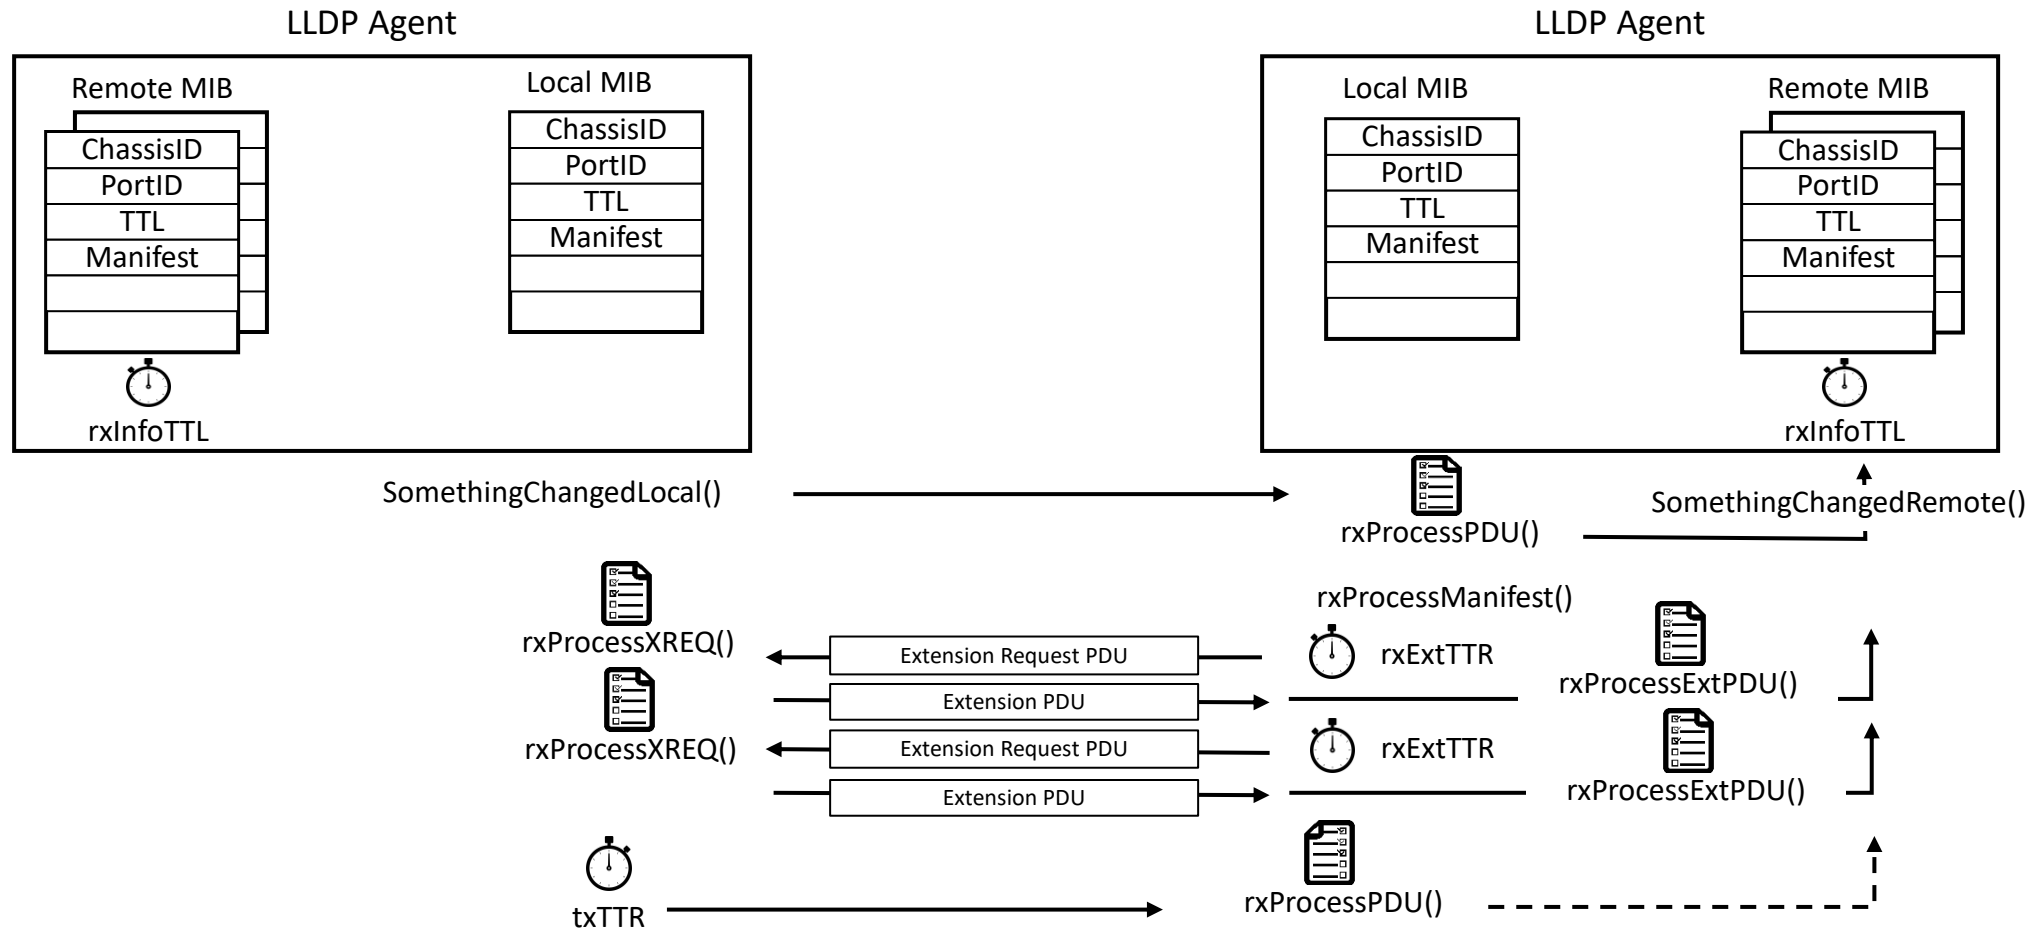 LLDP Agent
LLDP Agent
Remote MIB
Local MIB
Local MIB
Remote MIB
ChassisID
PortID
TTL
Manifest
ChassisID
PortID
TTL
Manifest
ChassisID
PortID
TTL
Manifest
ChassisID
PortID
TTL
Manifest
rxInfoTTL
rxInfoTTL
SomethingChangedLocal()
SomethingChangedRemote()
rxProcessPDU()
rxProcessManifest()
rxProcessXREQ()
Extension Request PDU
rxExtTTR
Extension PDU
rxProcessExtPDU()
rxProcessXREQ()
Extension Request PDU
rxExtTTR
Extension PDU
rxProcessExtPDU()
txTTR
rxProcessPDU()